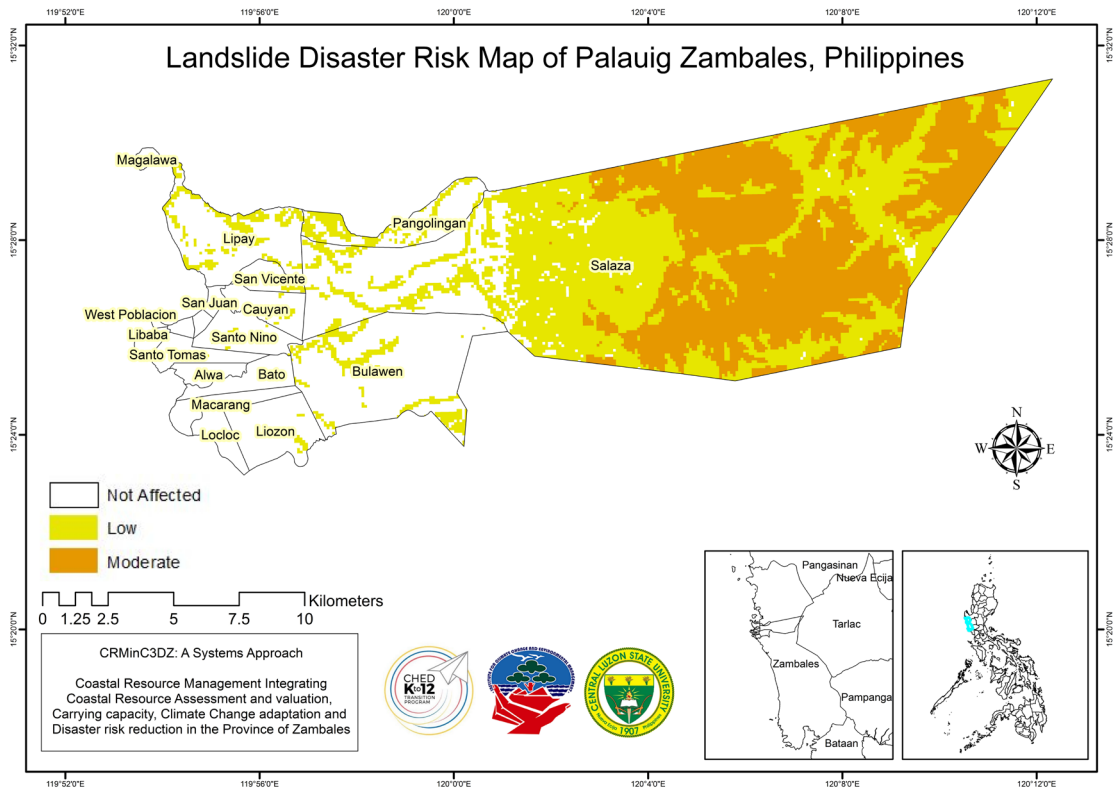 119°52'0"E
119°56'0"E
120°0'0"E
120°4'0"E
120°8'0"E
120°12'0"E
15°32'0"N
15°32'0"N
Landslide Disaster Risk Map of Palauig Zambales, Philippines
Magalawa
Pangolingan
Lipay
15°28'0"N
15°28'0"N
Salaza
San Vicente
San Juan
Cauyan
West Poblacion
Libaba
Santo Nino
Santo Tomas
Alwa
Bato
Bulawen
Macarang
Locloc
Liozon
15°24'0"N
15°24'0"N
N
W
E
S
Not Affected
Low
Moderate
0 1.25 2.5 5 7.5 10
Kilometers
15°20'0"N
15°20'0"N
CRMinC3DZ: A Systems Approach
Coastal Resource Management Integrating
Coastal Resource Assessment and valuation,
Carrying capacity, Climate Change adaptation and
Disaster risk reduction in the Province of Zambales
CHED
K to 12
TRANSITION
PROGRAM
CENTRAL LUZON STATE UNIVERSITY
1907
Pangasinan
Nueva Ecija
Tarlac
Zambales
Pampanga
Bataan
119°52'0"E
119°56'0"E
120°0'0"E
120°4'0"E
120°8'0"E
120°12'0"E